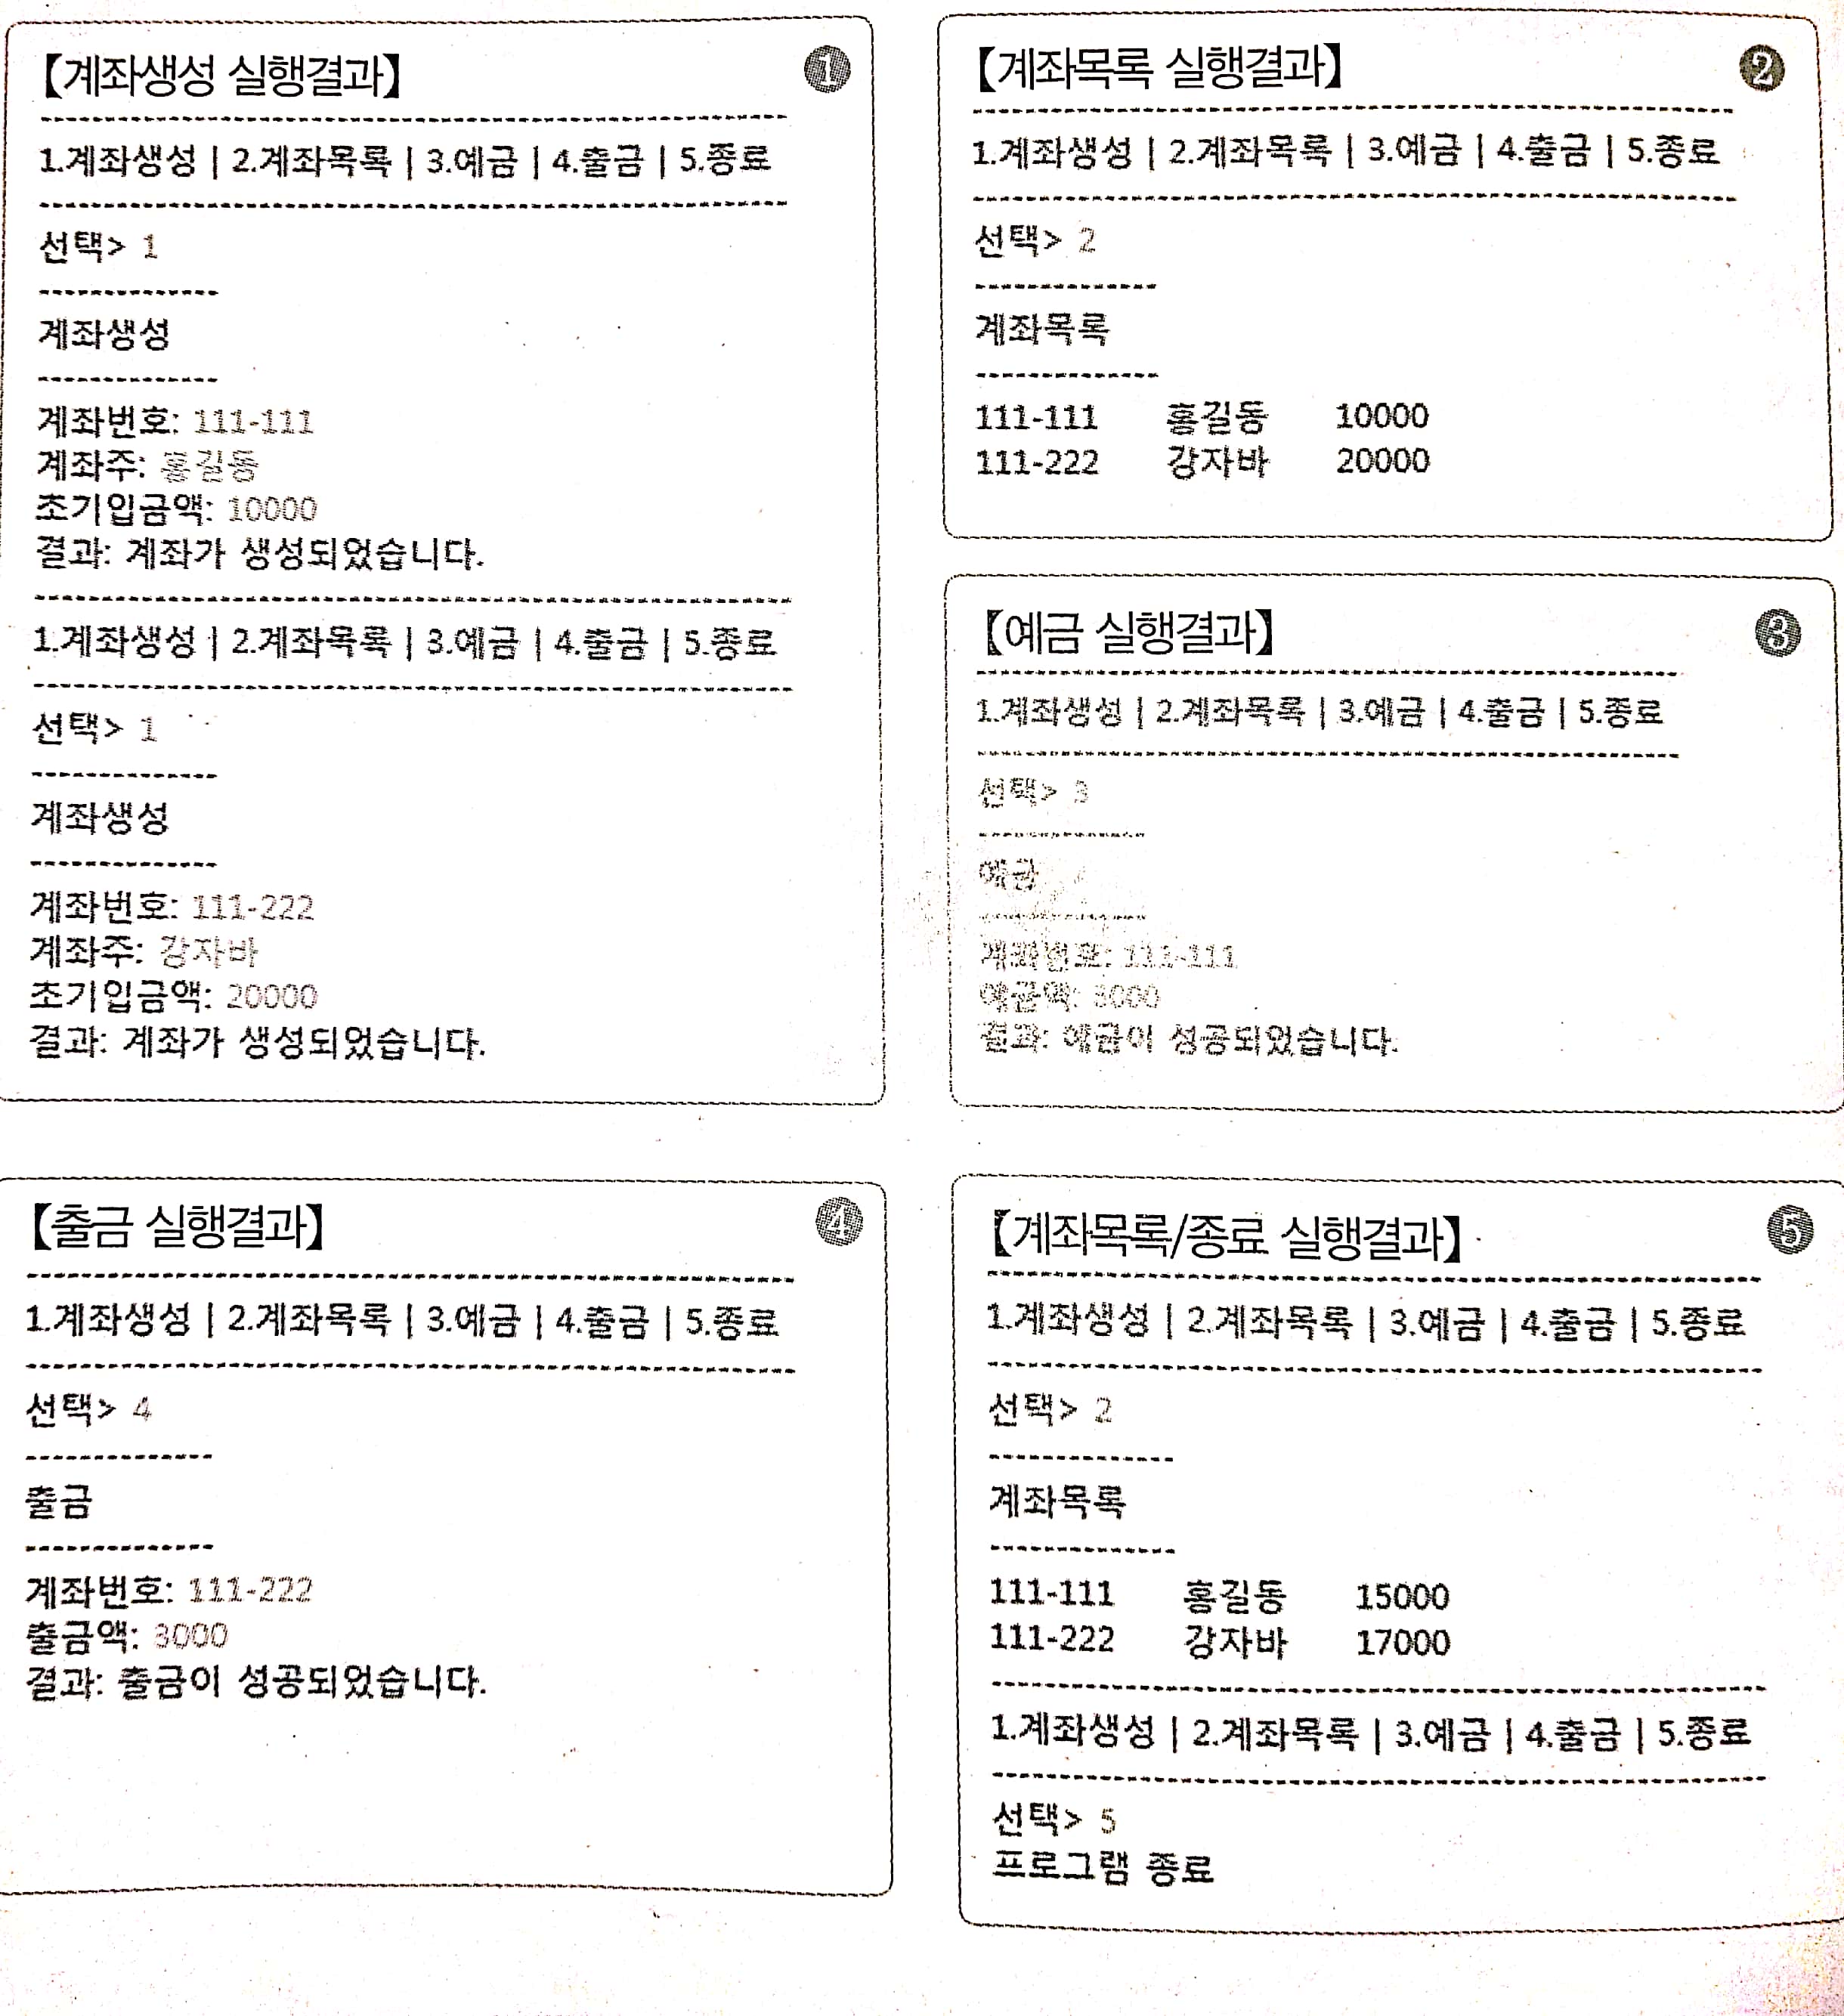 【계좌생성 실행결과】 ❶
----------------------------------------------------------
1.계좌생성 | 2.계좌목록 | 3.예금 | 4.출금 | 5.종료
----------------------------------------------------------
선택> 1
--------------
계좌생성
--------------
계좌번호: 111-111
계좌주: 홍길동
초기입금액: 10000
결과: 계좌가 생성되었습니다.
----------------------------------------------------------
1.계좌생성 | 2.계좌목록 | 3.예금 | 4.출금 | 5.종료
----------------------------------------------------------
선택> 1
--------------
계좌생성
--------------
계좌번호: 111-222
계좌주: 강자바
초기입금액: 20000
결과: 계좌가 생성되었습니다.
【계좌목록 실행결과】 ❷
----------------------------------------------------------
1.계좌생성 | 2.계좌목록 | 3.예금 | 4.출금 | 5.종료
----------------------------------------------------------
선택> 2
--------------
계좌목록
--------------
111-111 홍길동 10000
111-222 강자바 20000
【예금 실행결과】 ❸
----------------------------------------------------------
1.계좌생성 | 2.계좌목록 | 3.예금 | 4.출금 | 5.종료
----------------------------------------------------------
선택> 3
--------------
예금
--------------
계좌번호: 111-111
예금액:
결과: 예금이 성공되었습니다.
【출금 실행결과】 ❹
----------------------------------------------------------
1.계좌생성 | 2.계좌목록 | 3.예금 | 4.출금 | 5.종료
----------------------------------------------------------
선택> 4
--------------
출금
--------------
계좌번호: 111-222
출금액: 3000
결과: 출금이 성공되었습니다.
【계좌목록/종료 실행결과】 ❺
----------------------------------------------------------
1.계좌생성 | 2.계좌목록 | 3.예금 | 4.출금 | 5.종료
----------------------------------------------------------
선택> 2
--------------
계좌목록
--------------
111-111 홍길동 15000
111-222 강자바 17000
----------------------------------------------------------
1.계좌생성 | 2.계좌목록 | 3.예금 | 4.출금 | 5.종료
----------------------------------------------------------
선택> 5
프로그램 종료